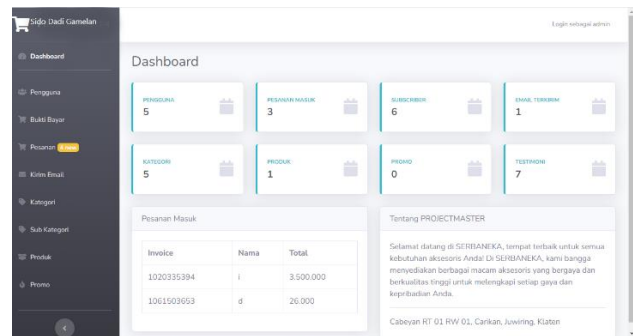 Sido Dadi Gamelan
Login sebagai admin
Dashboard
Dashboard
Pengguna
Bukti Bayar
Pesanan
Kirim Email
Kategori
Sub Kategori
Produk
Promo
PENGGUNA
5
PESANAN MASUK
3
SUBSCRIBER
6
EMAIL TERKIRIM
1
KATEGORI
5
PRODUK
1
PROMO
0
TESTIMONI
7
Pesanan Masuk
Invoice Nama Total
1020335394 i 3.500.000
1061503653 d 26.000
Tentang PROJECTMASTER
Selamat datang di SERBANEKA, tempat terbaik untuk semua
kebutuhan aksesoris Anda! Di SERBANEKA, kami bangga
menyediakan berbagai macam aksesoris yang bergaya dan
berkualitas tinggi untuk melengkapi setiap gaya dan
kepribadian Anda.
Cabeyan RT 01 RW 01, Carikan, Juwiring, Klaten